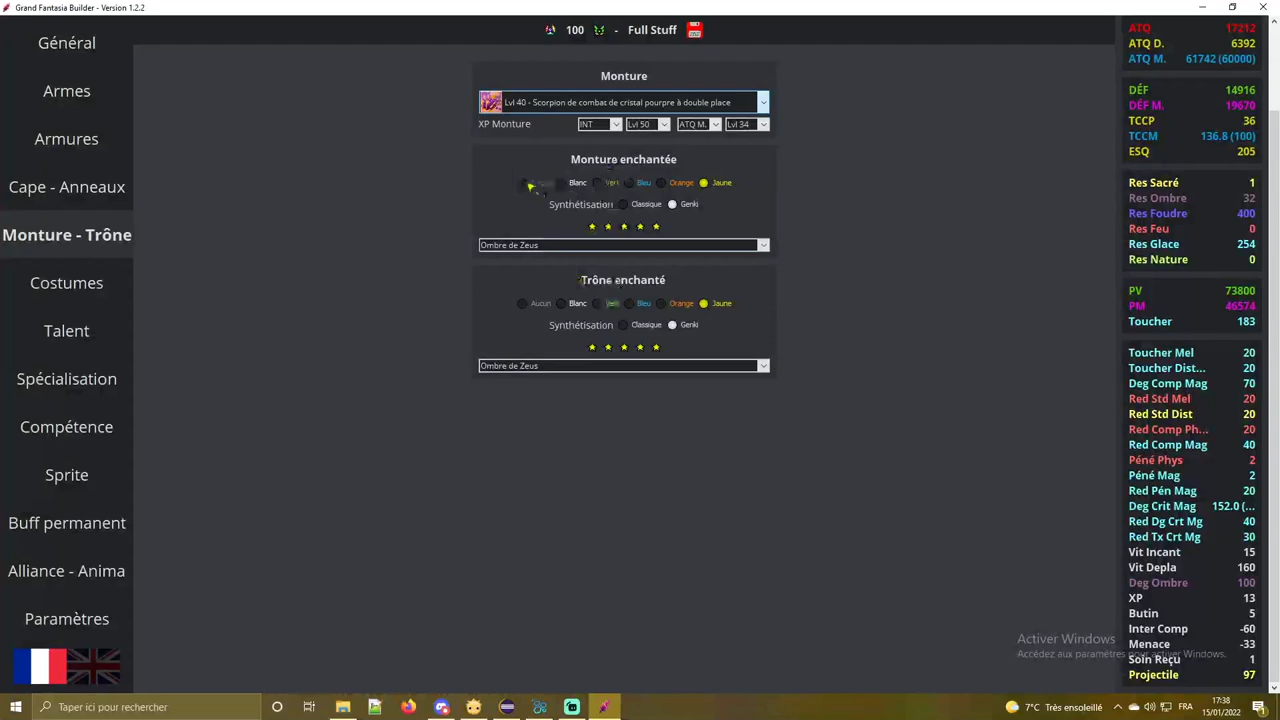 Grand Fantasia Builder - Version 1.2.2
100 - Full Stuff
Général
Armes
Armures
Cape - Anneaux
Monture - Trône
Costumes
Talent
Spécialisation
Compétence
Sprite
Buff permanent
Alliance - Anima
Paramètres
Monture
Lvl 40 - Scorpion de combat de cristal pourpre à double place
XP Monture INT Lvl 50 ATQ M. Lvl 34
Monture enchantée
Blanc Vert Bleu Orange Jaune
Synthétisation Classique Genki
Ombre de Zeus
Trône enchanté
Aucun Blanc Vert Bleu Orange Jaune
Synthétisation Classique Genki
Ombre de Zeus
ATQ 17212
ATQ D. 6392
ATQ M. 61742 (60000)
DÉF 14916
DÉF M. 19670
TCCP 36
TCCM 136.8 (100)
ESQ 205
Res Sacré 1
Res Ombre 32
Res Foudre 400
Res Feu 0
Res Glace 254
Res Nature 0
PV 73800
PM 46574
Toucher 183
Toucher Mel 20
Toucher Dist... 20
Deg Comp Mag 70
Red Std Mel 20
Red Std Dist 20
Red Comp Ph... 20
Red Comp Mag 40
Péné Phys 2
Péné Mag 2
Red Pén Mag 20
Deg Crit Mag 152.0 (...
Red Dg Crt Mg 40
Red Tx Crt Mg 30
Vit Incant 15
Vit Depla 160
Deg Ombre 100
XP 13
Butin 5
Inter Comp -60
Menace -33
Soin Reçu 1
Projectile 97
Activer Windows
Accédez aux paramètres pour activer Windows.
Taper ici pour rechercher
7°C Très ensoleillé
FRA
17:38
15/01/2022